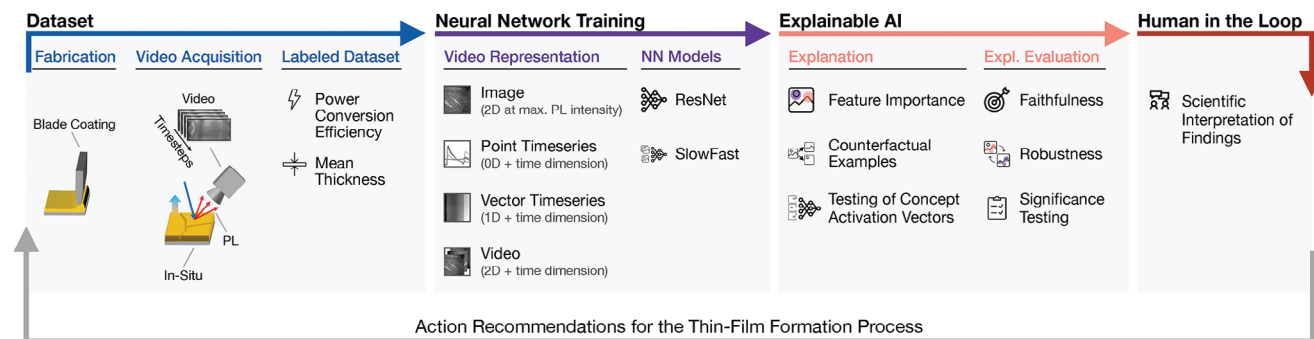 Dataset
Fabrication
Blade Coating
Video Acquisition
Video
Timesteps
PL
In-Situ
Labeled Dataset
Power
Conversion
Efficiency
Mean
Thickness
Neural Network Training
Video Representation
Image
(2D at max. PL intensity)
Point Timeseries
(0D + time dimension)
Vector Timeseries
(1D + time dimension)
Video
(2D + time dimension)
NN Models
ResNet
SlowFast
Explainable AI
Explanation
Feature Importance
Counterfactual
Examples
Testing of Concept
Activation Vectors
Expl. Evaluation
Faithfulness
Robustness
Significance
Testing
Human in the Loop
Scientific
Interpretation of
Findings
Action Recommendations for the Thin-Film Formation Process